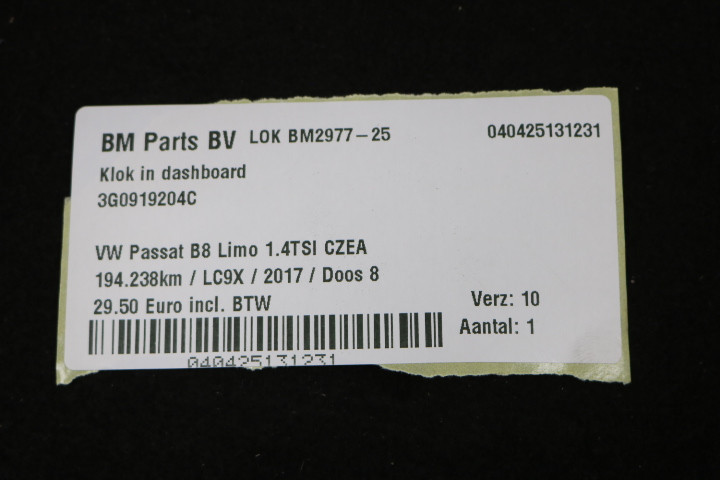 BM Parts BV LOK BM2977-25 040425131231
Klok in dashboard
3G0919204C
VW Passat B8 Limo 1.4TSI CZEA
194.238km / LC9X / 2017 / Doos 8
29.50 Euro incl. BTW Verz: 10
Aantal: 1
040425131231